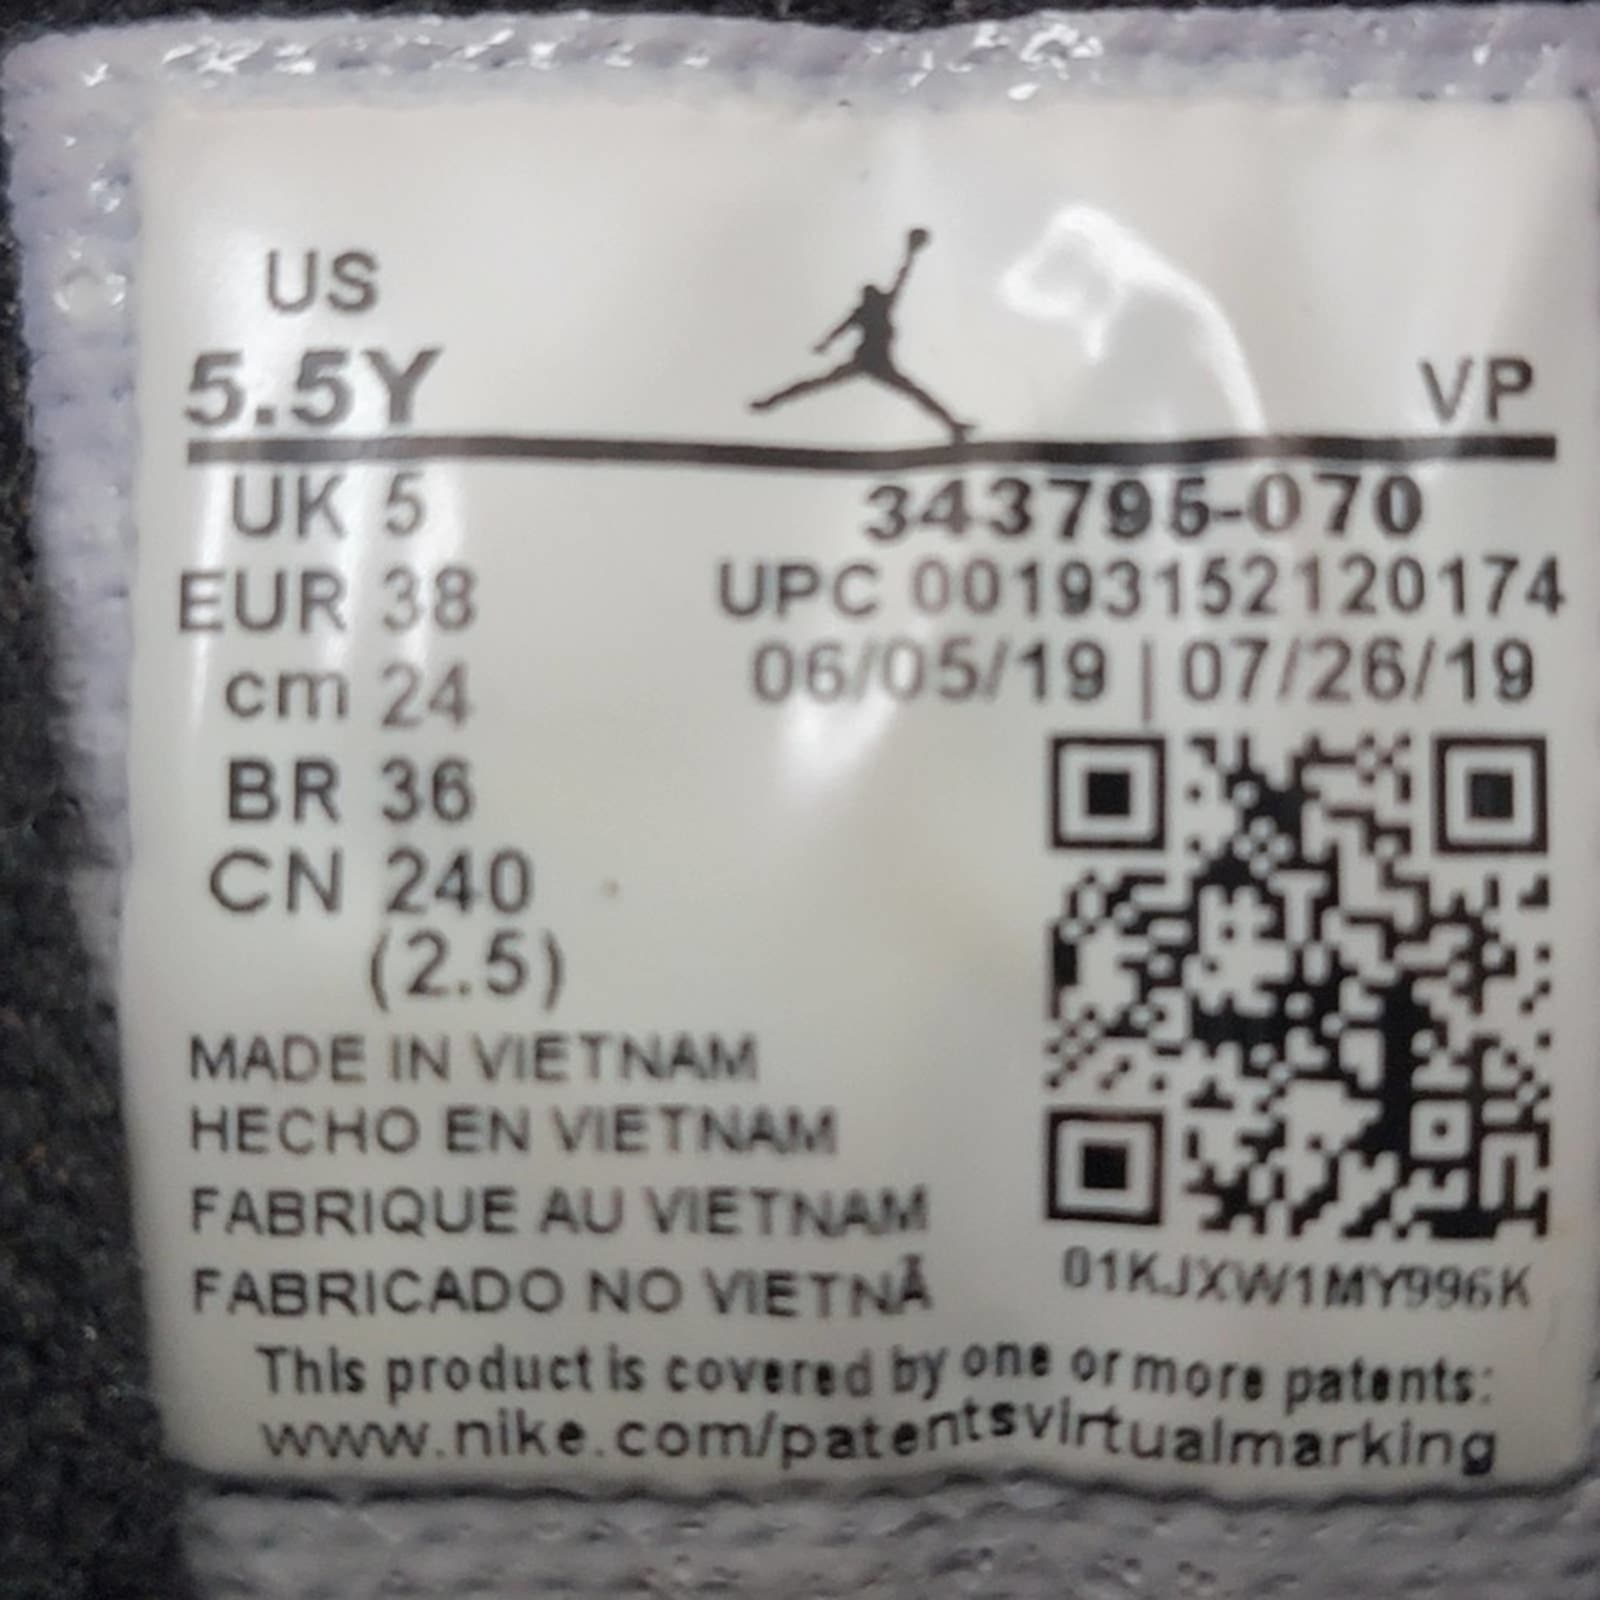 US
5.5Y
VP
UK 5
EUR 38
cm 24
BR 36
CN 240
(2.5)
343795-070
UPC 00193152120174
06/05/19 | 07/26/19
01KJXW1MY996K
MADE IN VIETNAM
HECHO EN VIETNAM
FABRIQUE AU VIETNAM
FABRICADO NO VIETNÃ
This product is covered by one or more patents:
www.nike.com/patentsvirtualmarking